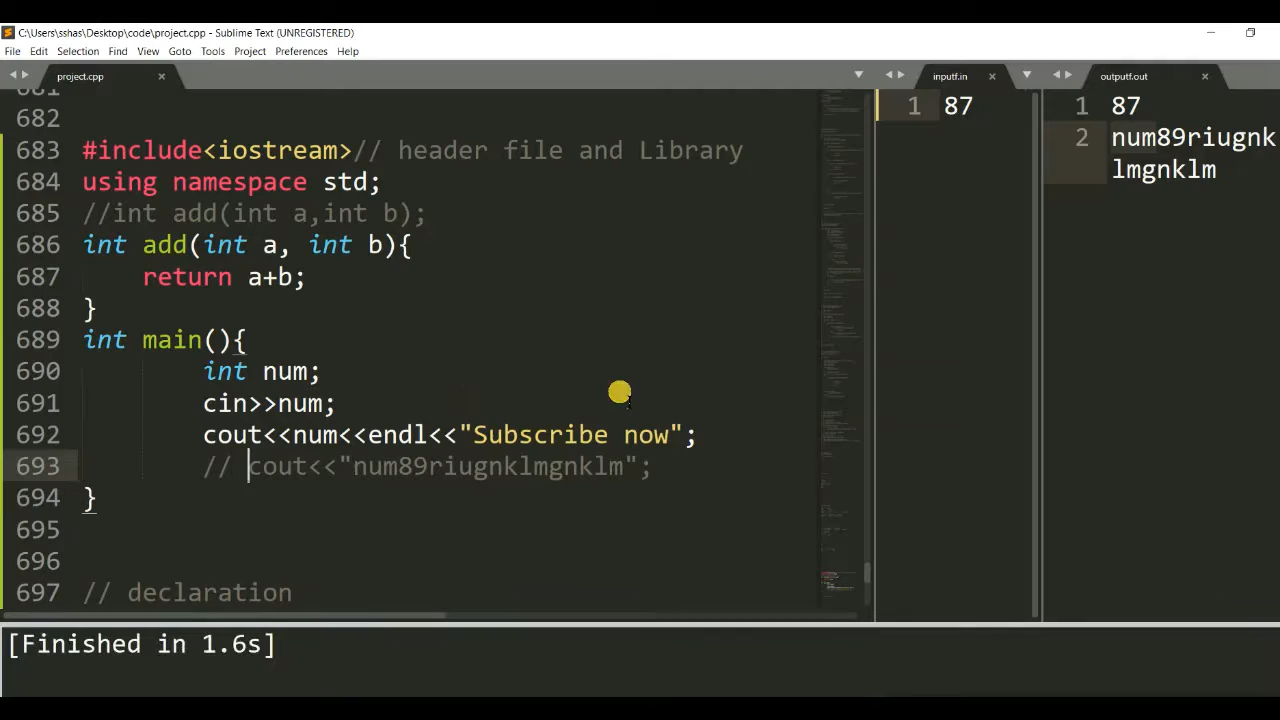 C:\Users\sshas\Desktop\code\project.cpp - Sublime Text (UNREGISTERED)
File Edit Selection Find View Goto Tools Project Preferences Help
project.cpp
inputf.in
outputf.out
681
682
683 #include<iostream>// header file and Library
684 using namespace std;
685 //int add(int a,int b);
686 int add(int a, int b){
687 return a+b;
688 }
689 int main(){
690 int num;
691 cin>>num;
692 cout<<num<<endl<<"Subscribe now";
693 // cout<<"num89riugnklmgnklm";
694 }
695
696
697 // declaration
1 87
1 87
2 num89riugnk
lmgnklm
[Finished in 1.6s]